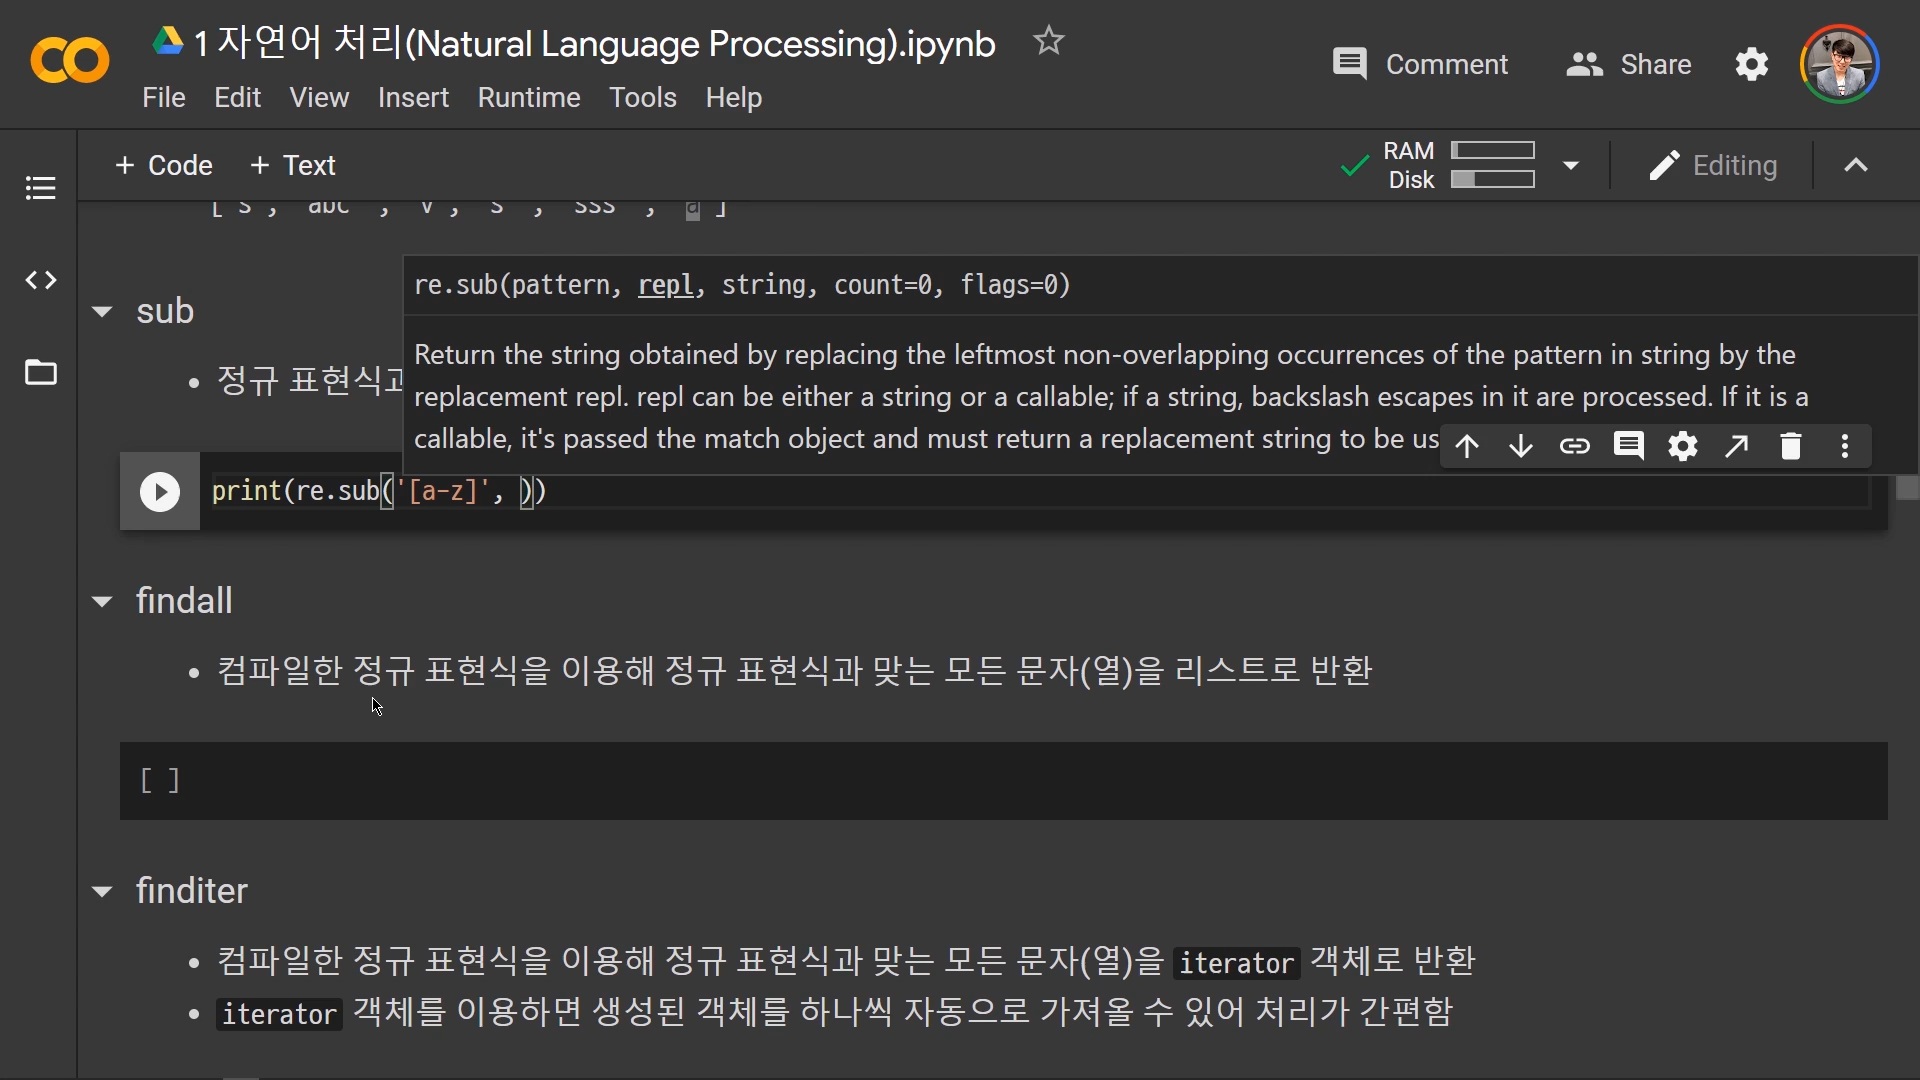 1 자연어 처리(Natural Language Processing).ipynb
Comment
Share
File Edit View Insert Runtime Tools Help
+ Code + Text
RAM
Disk
Editing
re.sub(pattern, repl, string, count=0, flags=0)
sub
Return the string obtained by replacing the leftmost non-overlapping occurrences of the pattern in string by the
• 정규 표현식과
replacement repl. repl can be either a string or a callable; if a string, backslash escapes in it are processed. If it is a
callable, it's passed the match object and must return a replacement string to be us
print(re.sub('[a-z]', ))
findall
• 컴파일한 정규 표현식을 이용해 정규 표현식과 맞는 모든 문자(열)을 리스트로 반환
[ ]
finditer
• 컴파일한 정규 표현식을 이용해 정규 표현식과 맞는 모든 문자(열)을 iterator 객체로 반환
• iterator 객체를 이용하면 생성된 객체를 하나씩 자동으로 가져올 수 있어 처리가 간편함